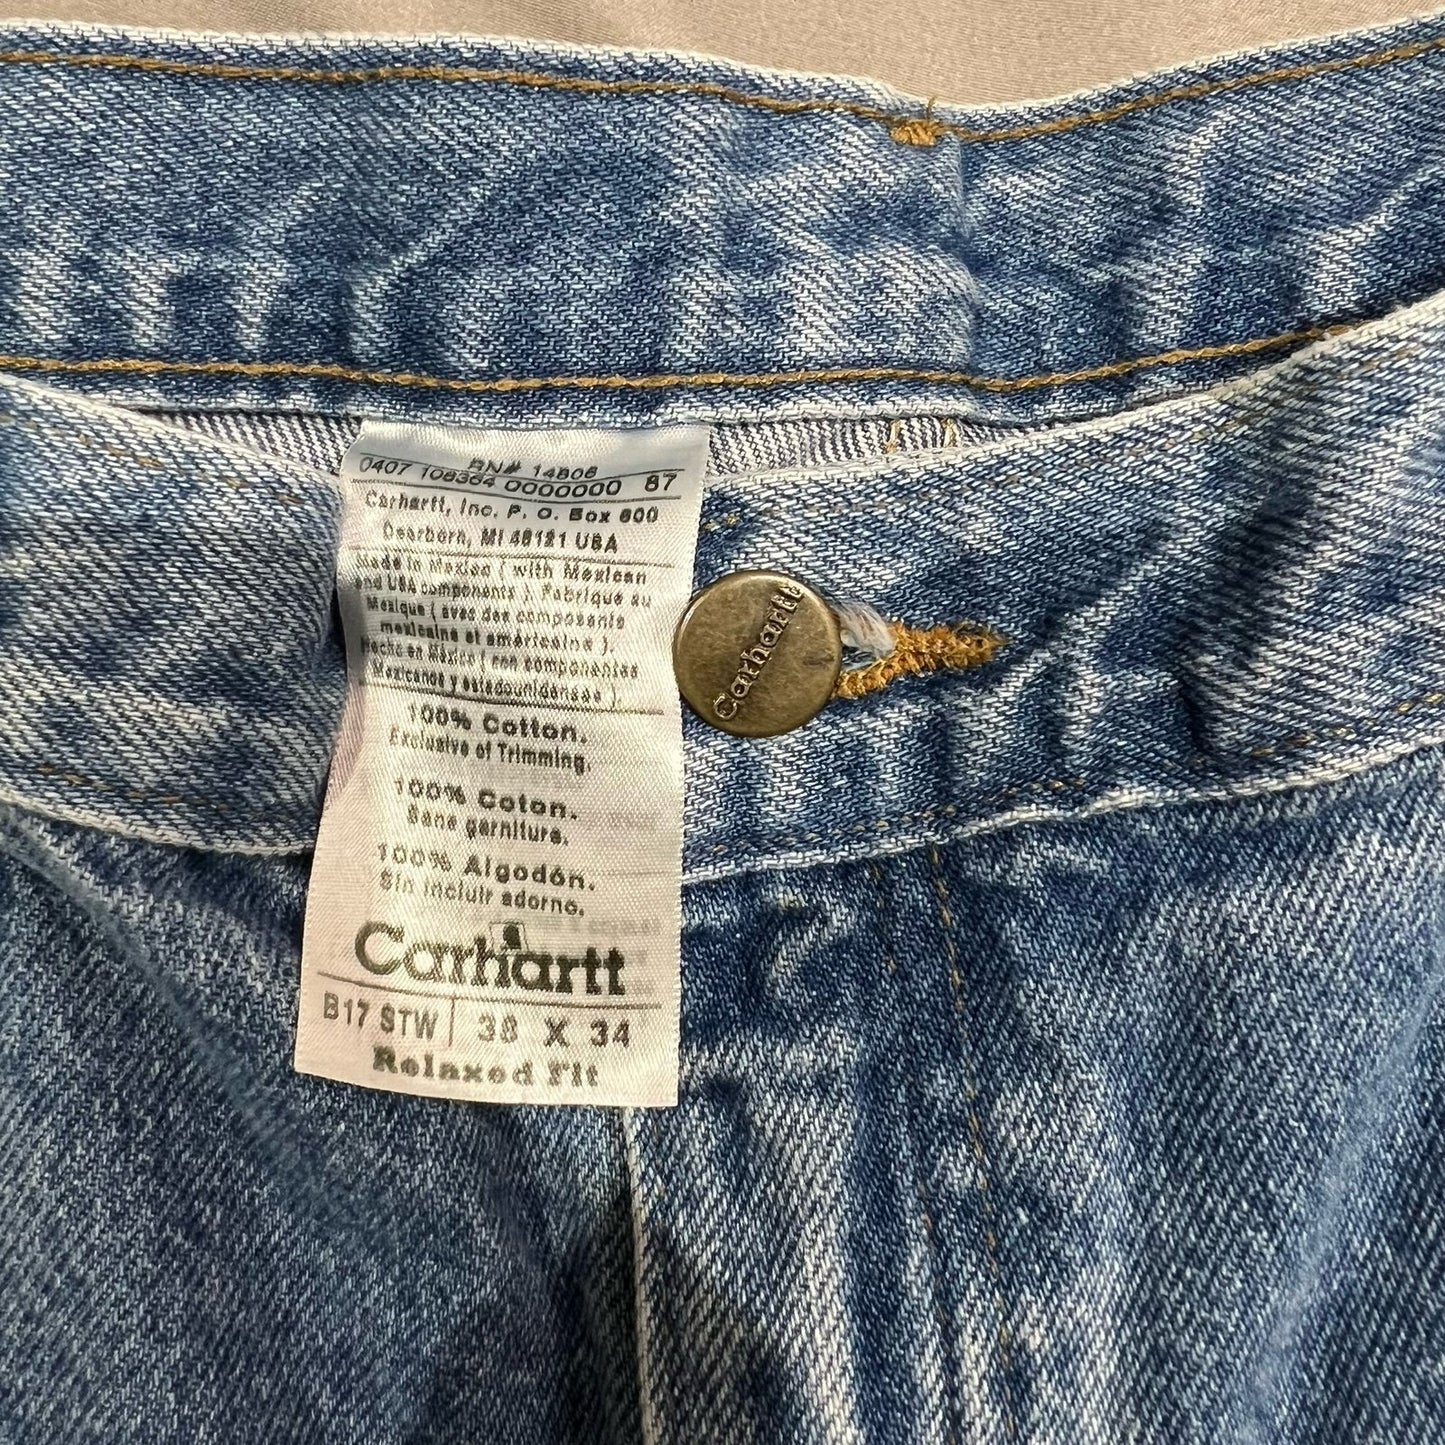 RN# 14806
0407 108364 0000000 87
Carhartt, Inc. P. O. Box 600
Dearborn, MI 48121 USA
Made in Mexico ( with Mexican
and USA components ). Fabrique au
Mexique ( avec des composants
mexicains et américains ).
Hecho en México ( con componentes
Mexicanos y estadounidenses ).
100% Cotton.
Exclusive of Trimming.
100% Coton.
Sans garniture.
100% Algodón.
Sin incluir adorno.
Carhartt
B17 STW 38 X 34
Relaxed Fit
Carhartt